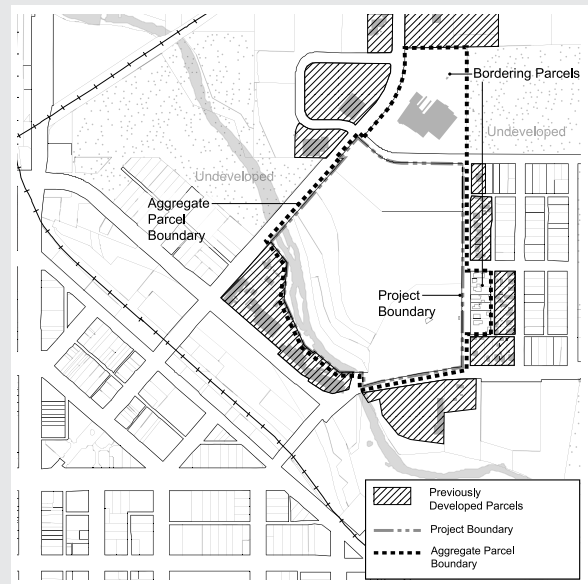 Bordering Parcels
Undeveloped
Undeveloped
Aggregate
Parcel
Boundary
Project
Boundary
Previously
Developed Parcels
Project Boundary
Aggregate Parcel
Boundary